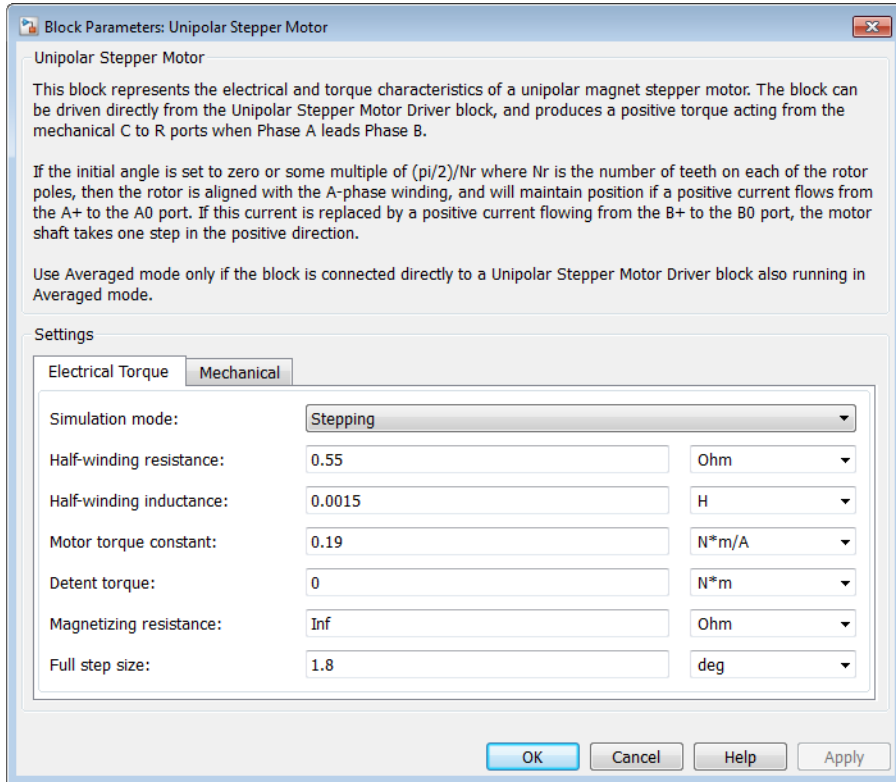 Block Parameters: Unipolar Stepper Motor
Unipolar Stepper Motor
This block represents the electrical and torque characteristics of a unipolar magnet stepper motor. The block can
be driven directly from the Unipolar Stepper Motor Driver block, and produces a positive torque acting from the
mechanical C to R ports when Phase A leads Phase B.
If the initial angle is set to zero or some multiple of (pi/2)/Nr where Nr is the number of teeth on each of the rotor
poles, then the rotor is aligned with the A-phase winding, and will maintain position if a positive current flows from
the A+ to the A0 port. If this current is replaced by a positive current flowing from the B+ to the B0 port, the motor
shaft takes one step in the positive direction.
Use Averaged mode only if the block is connected directly to a Unipolar Stepper Motor Driver block also running in
Averaged mode.
Settings
Electrical Torque Mechanical
Simulation mode: Stepping
Half-winding resistance: 0.55 Ohm
Half-winding inductance: 0.0015 H
Motor torque constant: 0.19 N*m/A
Detent torque: 0 N*m
Magnetizing resistance: Inf Ohm
Full step size: 1.8 deg
OK Cancel Help Apply